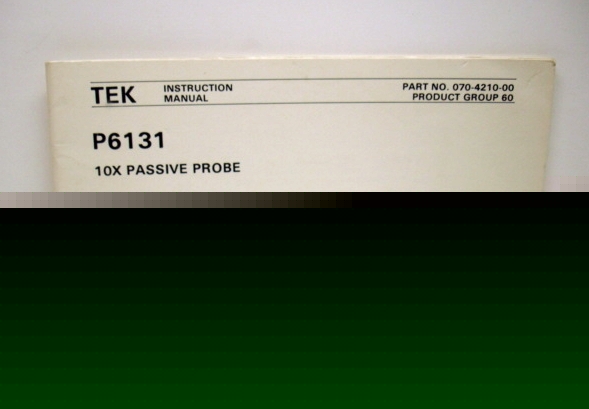 TEK INSTRUCTION MANUAL
PART NO. 070-4210-00
PRODUCT GROUP 60
P6131
10X PASSIVE PROBE